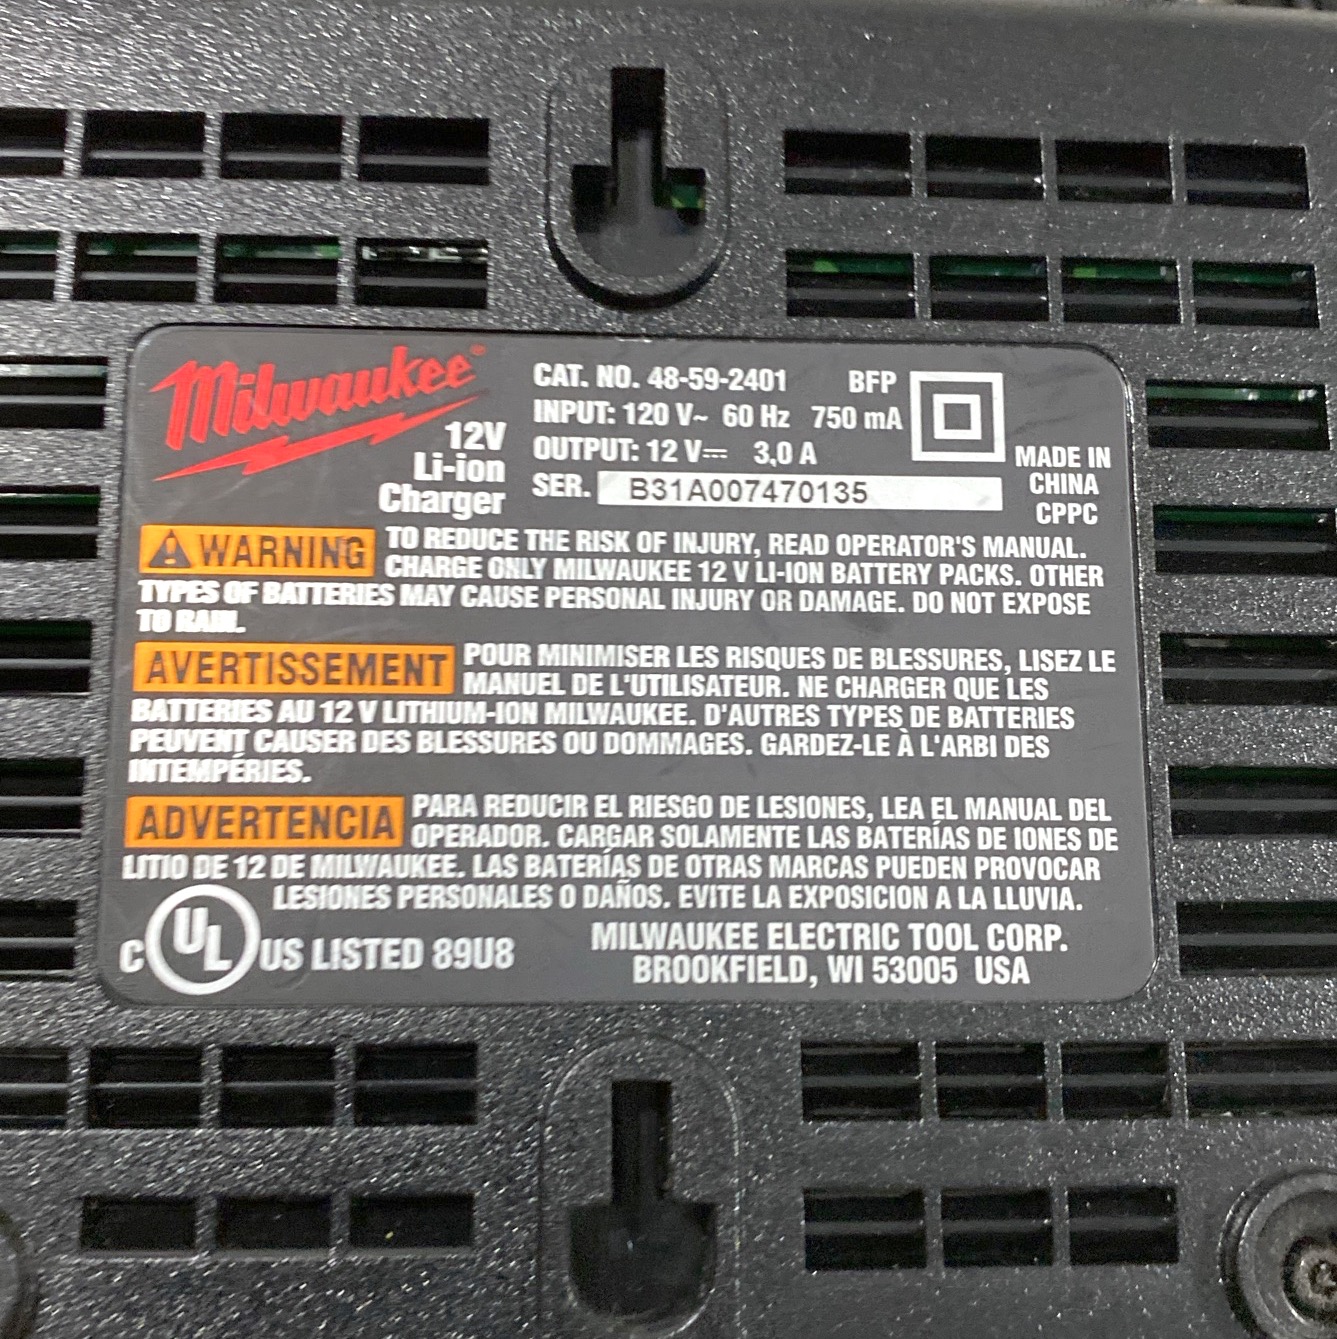 Milwaukee®
12V
Li-ion
Charger
CAT. NO. 48-59-2401 BFP
INPUT: 120 V~ 60 Hz 750 mA
OUTPUT: 12 V⎓ 3,0 A
SER. B31A007470135
MADE IN
CHINA
CPPC
WARNING TO REDUCE THE RISK OF INJURY, READ OPERATOR'S MANUAL.
CHARGE ONLY MILWAUKEE 12 V LI-ION BATTERY PACKS. OTHER
TYPES OF BATTERIES MAY CAUSE PERSONAL INJURY OR DAMAGE. DO NOT EXPOSE
TO RAIN.
AVERTISSEMENT POUR MINIMISER LES RISQUES DE BLESSURES, LISEZ LE
MANUEL DE L'UTILISATEUR. NE CHARGER QUE LES
BATTERIES AU 12 V LITHIUM-ION MILWAUKEE. D'AUTRES TYPES DE BATTERIES
PEUVENT CAUSER DES BLESSURES OU DOMMAGES. GARDEZ-LE À L'ARBI DES
INTEMPÉRIES.
ADVERTENCIA PARA REDUCIR EL RIESGO DE LESIONES, LEA EL MANUAL DEL
OPERADOR. CARGAR SOLAMENTE LAS BATERÍAS DE IONES DE
LITIO DE 12 DE MILWAUKEE. LAS BATERÍAS DE OTRAS MARCAS PUEDEN PROVOCAR
LESIONES PERSONALES O DAÑOS. EVITE LA EXPOSICION A LA LLUVIA.
C UL US LISTED 89U8
MILWAUKEE ELECTRIC TOOL CORP.
BROOKFIELD, WI 53005 USA